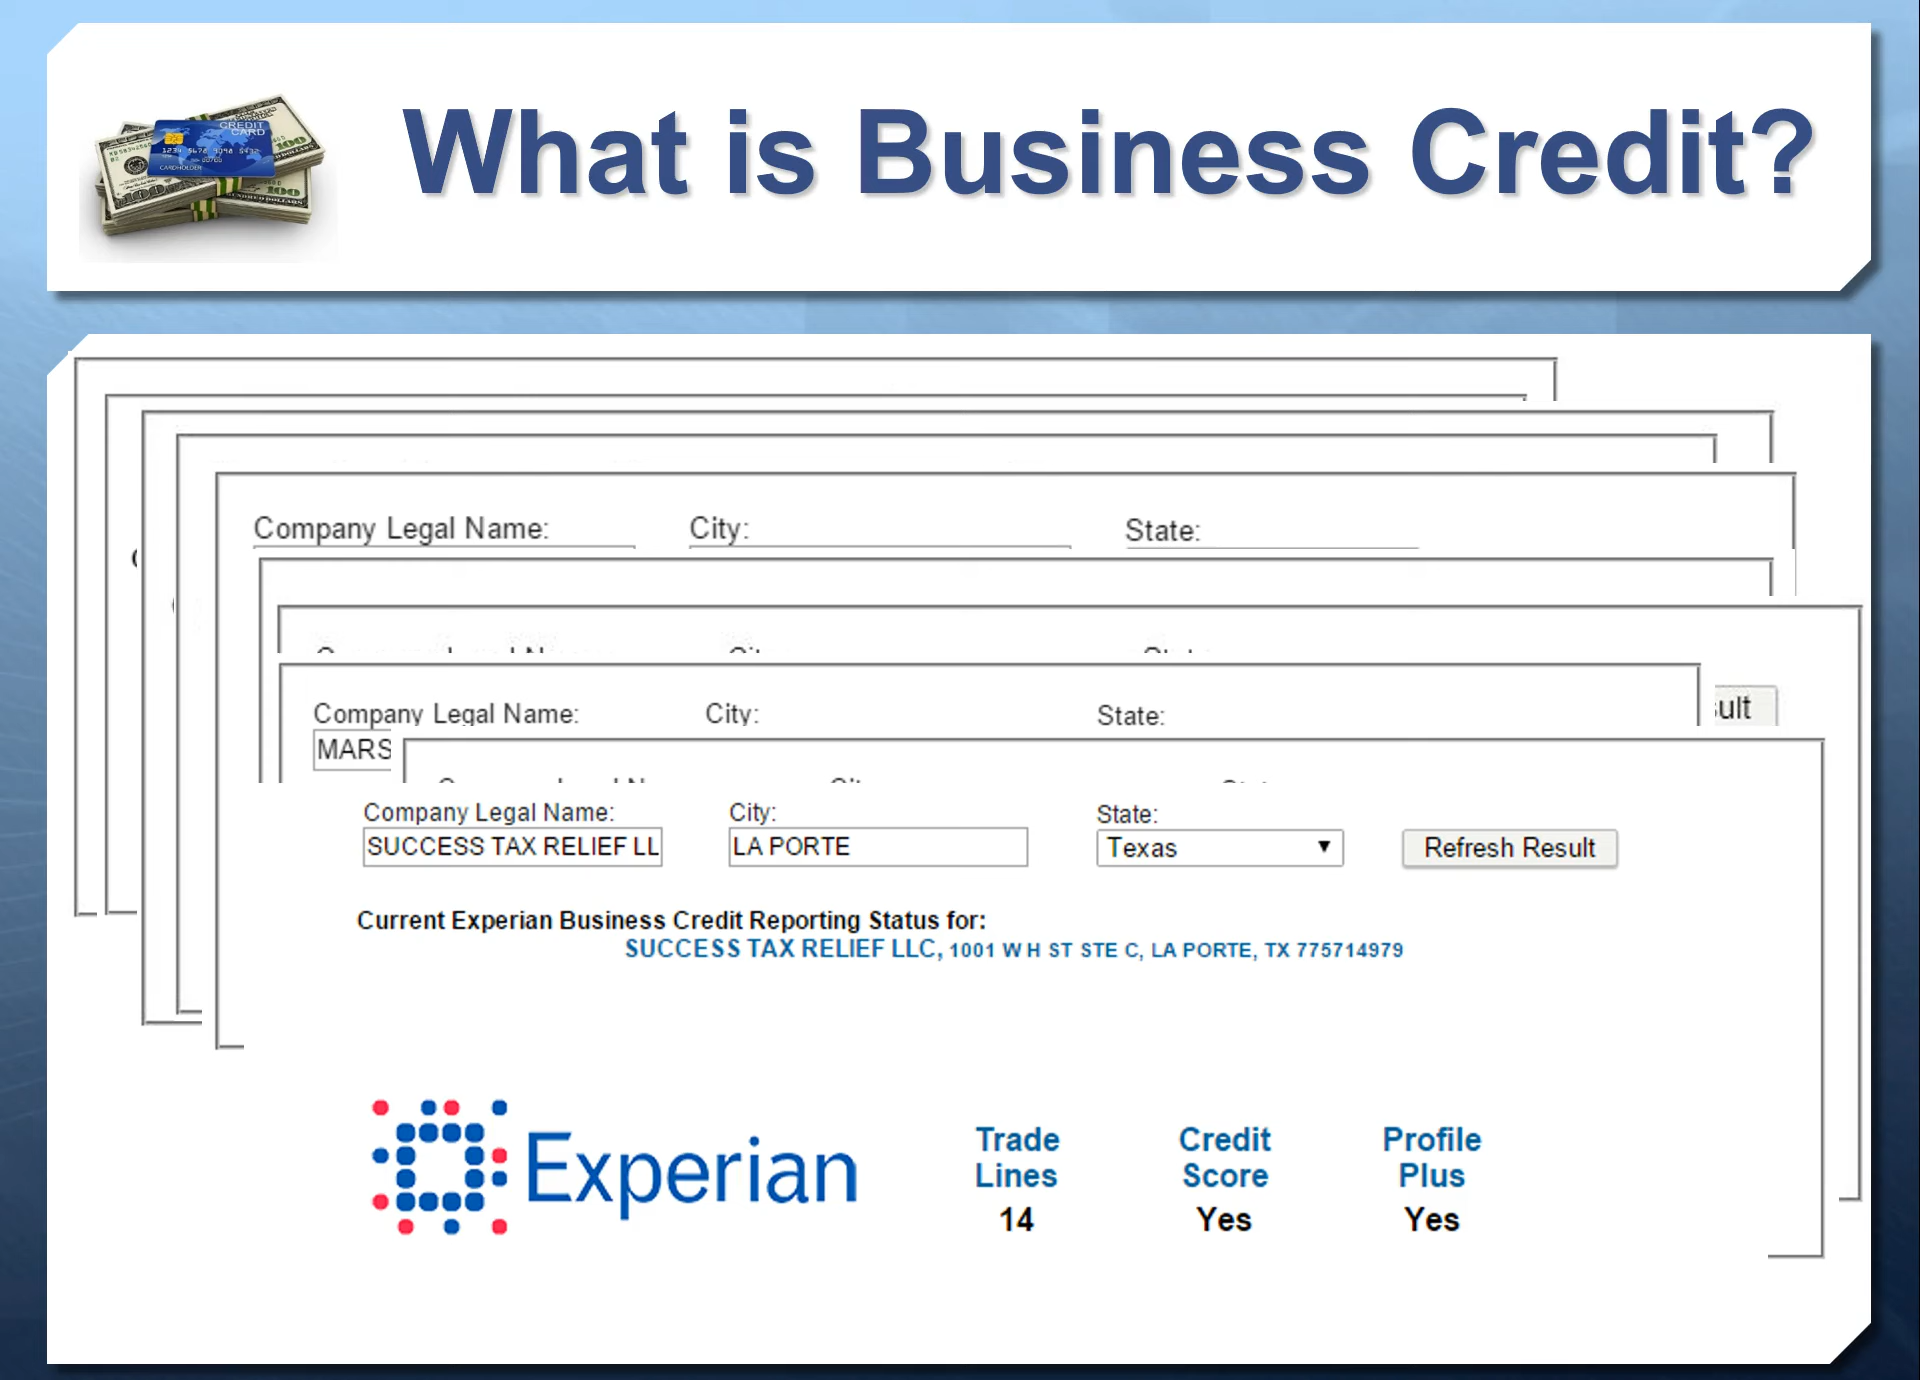 What is Business Credit?
CREDIT
CARD
CARDHOLDER
Company Legal Name: City: State:
Company Legal Name: City: State:
ult
MARS
Company Legal Name: City: State:
SUCCESS TAX RELIEF LL LA PORTE Texas Refresh Result
Current Experian Business Credit Reporting Status for:
SUCCESS TAX RELIEF LLC, 1001 W H ST STE C, LA PORTE, TX 775714979
Experian
Trade Credit Profile
Lines Score Plus
14 Yes Yes